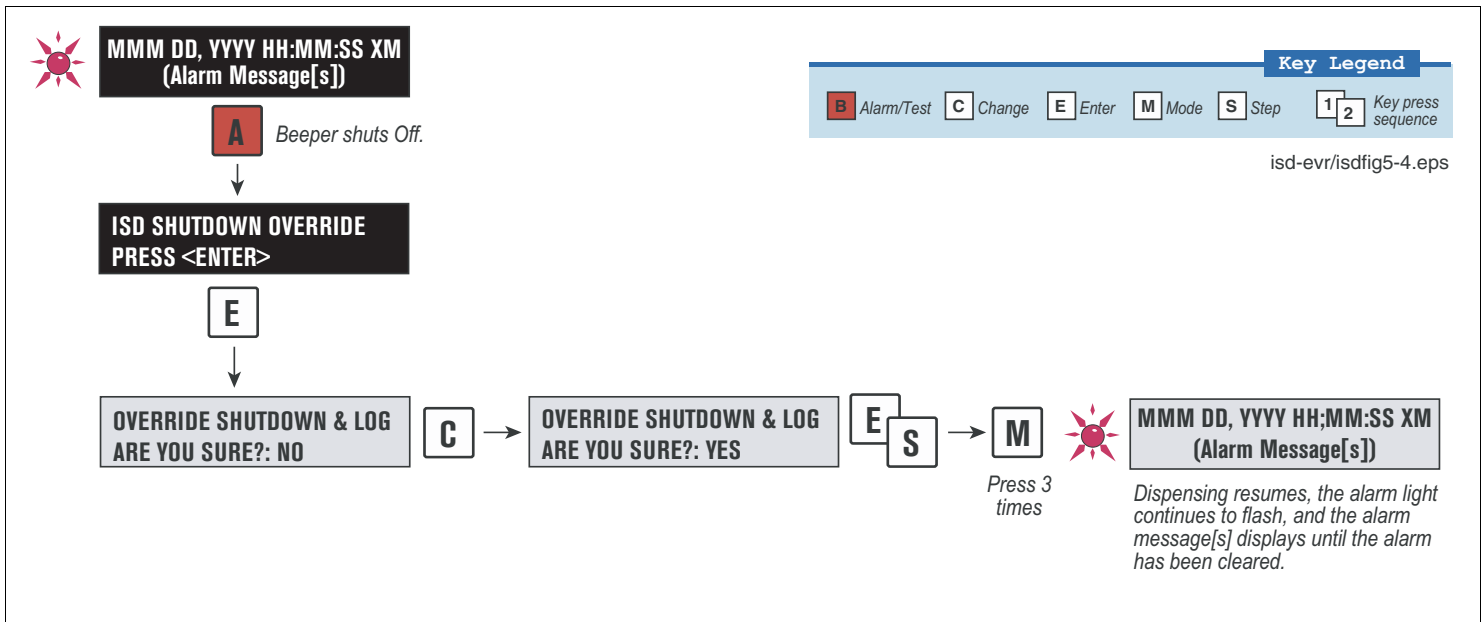 MMM DD, YYYY HH:MM:SS XM
(Alarm Message[s])
A
Beeper shuts Off.
ISD SHUTDOWN OVERRIDE
PRESS <ENTER>
E
OVERRIDE SHUTDOWN & LOG
ARE YOU SURE?: NO
C
OVERRIDE SHUTDOWN & LOG
ARE YOU SURE?: YES
E
S
M
Press 3
times
MMM DD, YYYY HH;MM:SS XM
(Alarm Message[s])
Dispensing resumes, the alarm light
continues to flash, and the alarm
message[s] displays until the alarm
has been cleared.
Key Legend
B Alarm/Test C Change E Enter M Mode S Step 1 2 Key press
sequence
isd-evr/isdfig5-4.eps